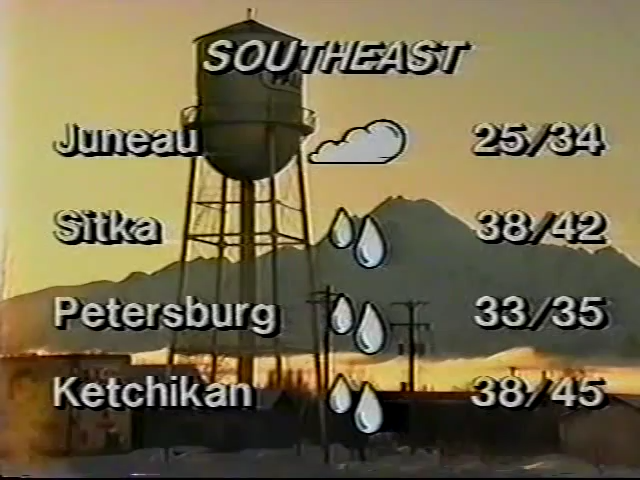 SOUTHEAST
Juneau 25/34
Sitka 38/42
Petersburg 33/35
Ketchikan 38/45